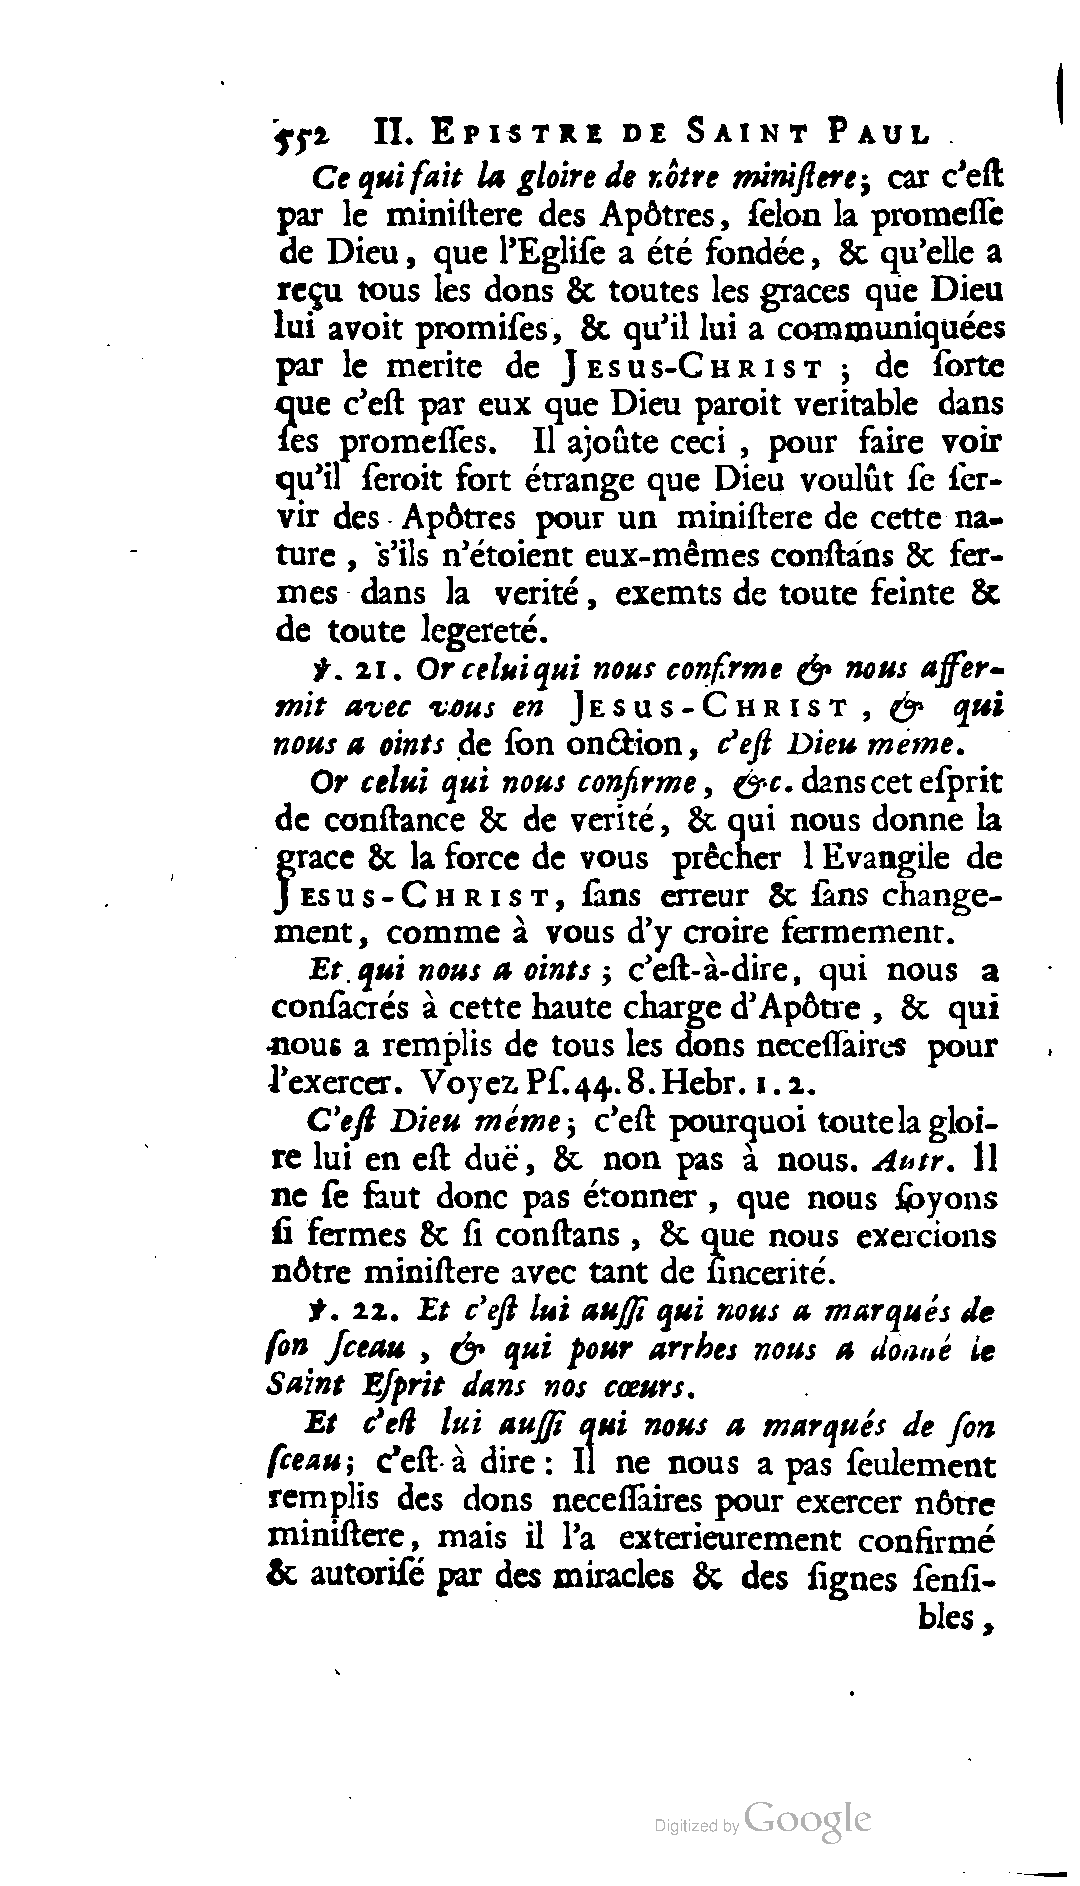 552 II. EPISTRE DE SAINT PAUL
Ce qui fait la gloire de nôtre miniſtere; car c'eſt
par le miniſtere des Apôtres, ſelon la promeſſe
de Dieu, que l'Egliſe a été fondée, & qu'elle a
reçu tous les dons & toutes les graces que Dieu
lui avoit promiſes, & qu'il lui a communiquées
par le merite de JESUS-CHRIST; de ſorte
que c'eſt par eux que Dieu paroit veritable dans
ſes promeſſes. Il ajoûte ceci, pour faire voir
qu'il ſeroit fort étrange que Dieu voulût ſe ſer-
vir des Apôtres pour un miniſtere de cette na-
ture, s'ils n'étoient eux-mêmes conſtans & fer-
mes dans la verité, exemts de toute feinte &
de toute legereté.
℣. 21. Or celui qui nous confirme & nous affer-
mit avec vous en JESUS-CHRIST, & qui
nous a oints de ſon onction, c'eſt Dieu même.
Or celui qui nous confirme, &c. dans cet eſprit
de conſtance & de verité, & qui nous donne la
grace & la force de vous prêcher l Evangile de
JESUS-CHRIST, ſans erreur & ſans change-
ment, comme à vous d'y croire fermement.
Et qui nous a oints; c'eſt-à-dire, qui nous a
conſacrés à cette haute charge d'Apôtre, & qui
nous a remplis de tous les dons neceſſaires pour
l'exercer. Voyez Pſ. 44. 8. Hebr. 1. 2.
C'eſt Dieu méme; c'eſt pourquoi toute la gloi-
re lui en eſt duë, & non pas à nous. Autr. Il
ne ſe faut donc pas étonner, que nous ſoyons
ſi fermes & ſi conſtans, & que nous exercions
nôtre miniſtere avec tant de ſincerité.
℣. 22. Et c'eſt lui auſſi qui nous a marqués de
ſon ſceau, & qui pour arrhes nous a donné le
Saint Eſprit dans nos cœurs.
Et c'eſt lui auſſi qui nous a marqués de ſon
ſceau; c'eſt à dire: Il ne nous a pas ſeulement
remplis des dons neceſſaires pour exercer nôtre
miniſtere, mais il l'a exterieurement confirmé
& autoriſé par des miracles & des ſignes ſenſi-
bles,
Digitized by Google